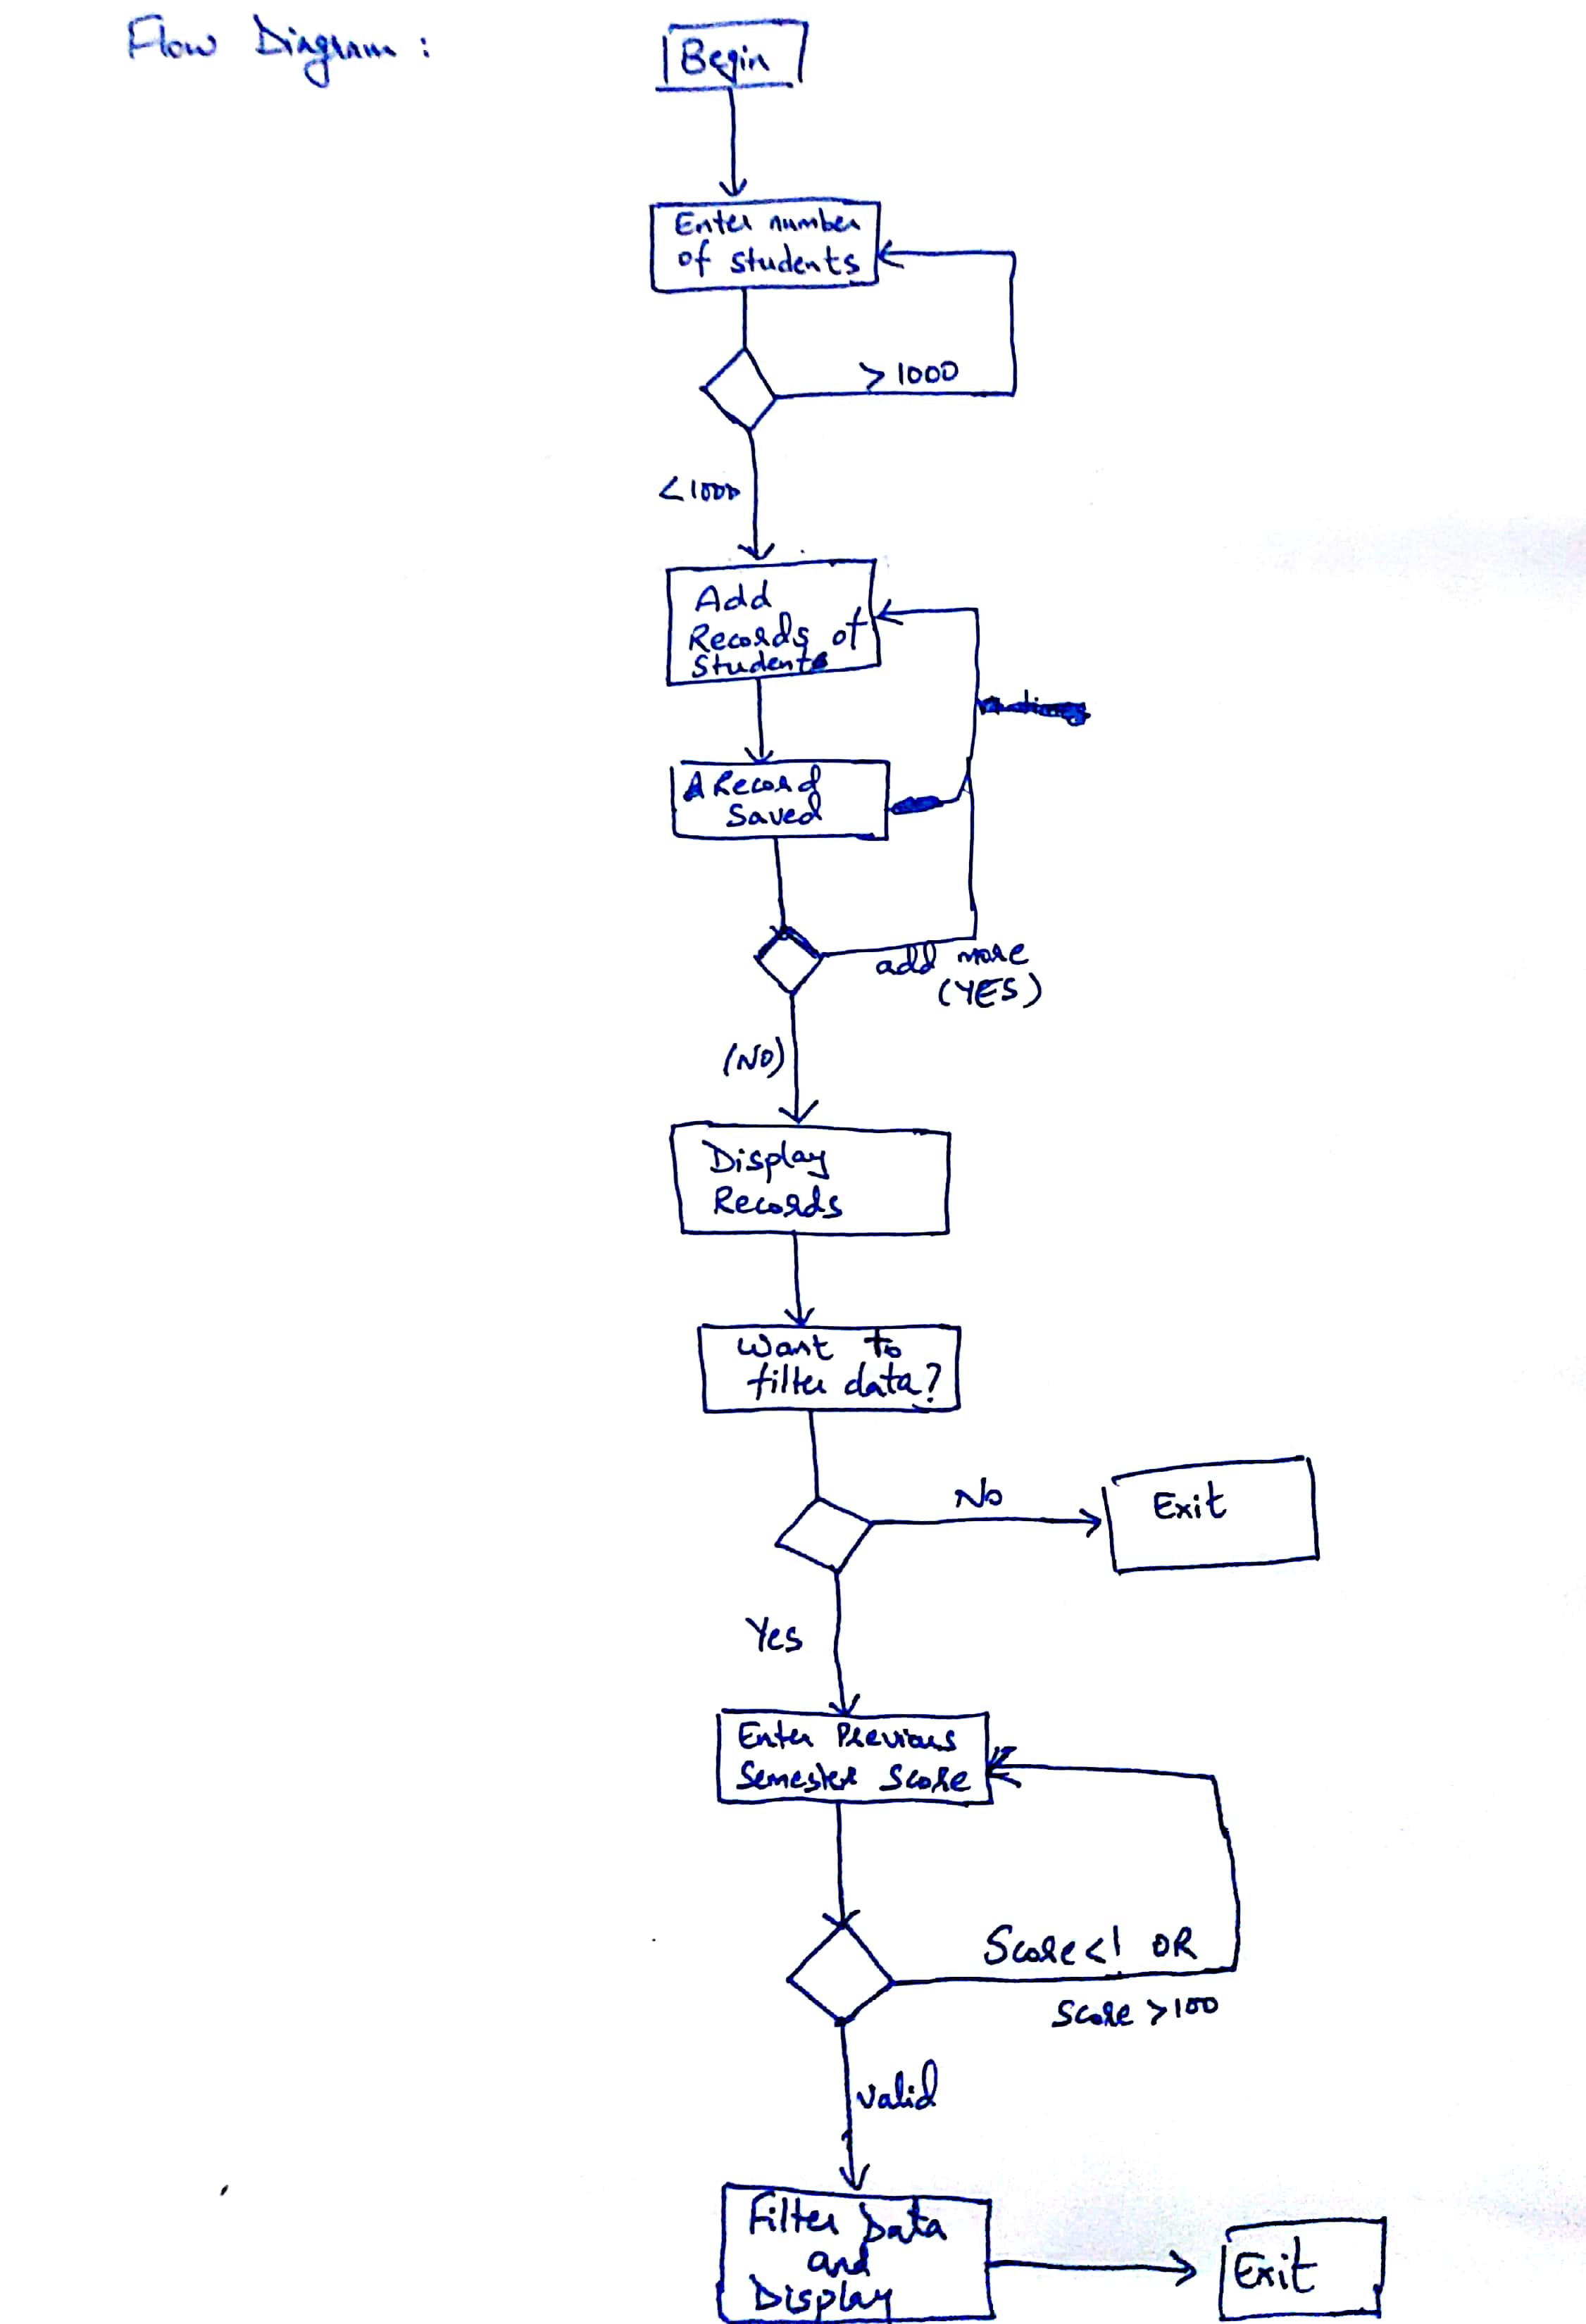 Flow Diagram :
Begin
Enter number
of students
> 1000
< 1000
Add
Records of
Students
A Record
Saved
add more
(YES)
(NO)
Display
Records
Want to
filter data?
No
Exit
Yes
Enter Previous
Semester Score
Score < 1 OR
Score > 100
valid
Filter Data
and
Display
Exit